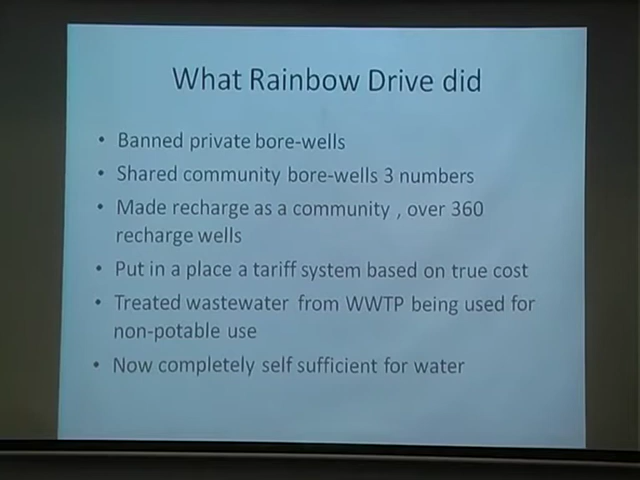 What Rainbow Drive did
• Banned private bore-wells
• Shared community bore-wells 3 numbers
• Made recharge as a community , over 360
recharge wells
• Put in a place a tariff system based on true cost
• Treated wastewater from WWTP being used for
non-potable use
• Now completely self sufficient for water